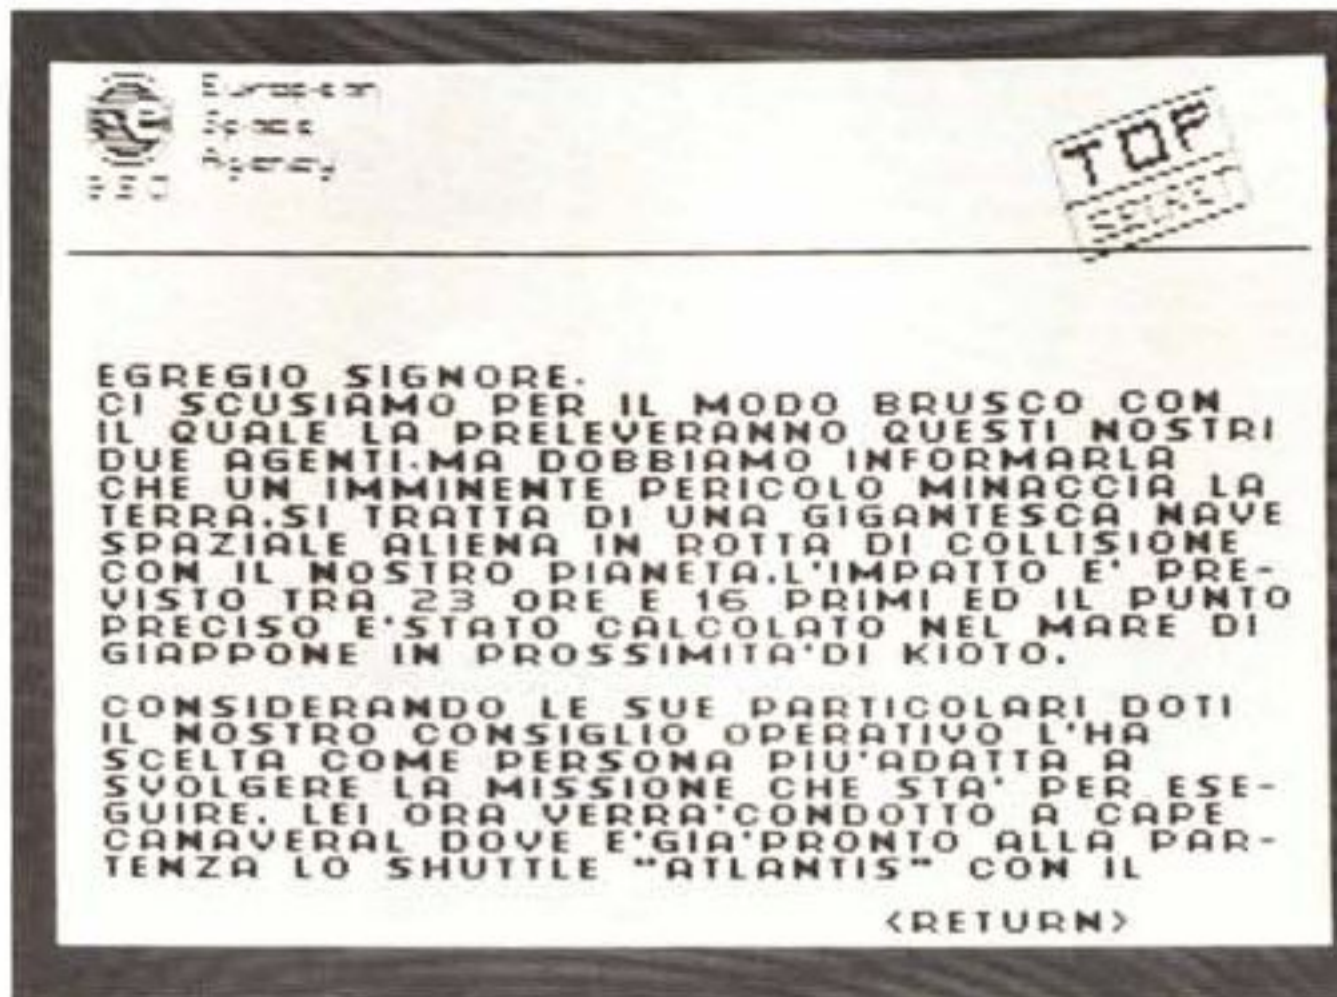 European
Space
Agency
TOP
SECRET
EGREGIO SIGNORE.
CI SCUSIAMO PER IL MODO BRUSCO CON
IL QUALE LA PRELEVERANNO QUESTI NOSTRI
DUE AGENTI.MA DOBBIAMO INFORMARLA
CHE UN IMMINENTE PERICOLO MINACCIA LA
TERRA.SI TRATTA DI UNA GIGANTESCA NAVE
SPAZIALE ALIENA IN ROTTA DI COLLISIONE
CON IL NOSTRO PIANETA.L'IMPATTO E' PRE-
VISTO TRA 23 ORE E 16 PRIMI ED IL PUNTO
PRECISO E'STATO CALCOLATO NEL MARE DI
GIAPPONE IN PROSSIMITA'DI KIOTO.
CONSIDERANDO LE SUE PARTICOLARI DOTI
IL NOSTRO CONSIGLIO OPERATIVO L'HA
SCELTA COME PERSONA PIU'ADATTA A
SVOLGERE LA MISSIONE CHE STA' PER ESE-
GUIRE. LEI ORA VERRA'CONDOTTO A CAPE
CANAVERAL DOVE E'GIA'PRONTO ALLA PAR-
TENZA LO SHUTTLE "ATLANTIS" CON IL
<RETURN>